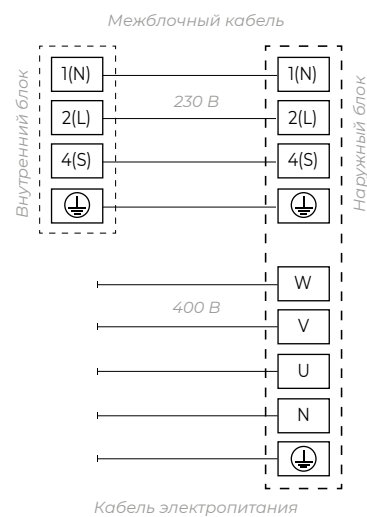 Межблочный кабель
Внутренний блок
Наружный блок
1(N) 1(N)
230 В
2(L) 2(L)
4(S) 4(S)
W
400 В
V
U
N
Кабель электропитания